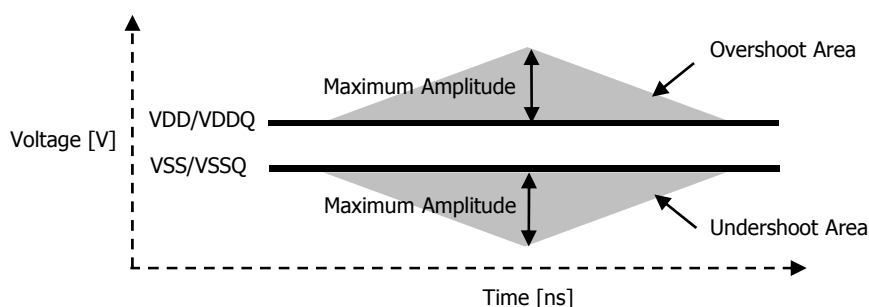 Overshoot Area
Maximum Amplitude
VDD/VDDQ
Voltage [V]
VSS/VSSQ
Maximum Amplitude
Undershoot Area
Time [ns]